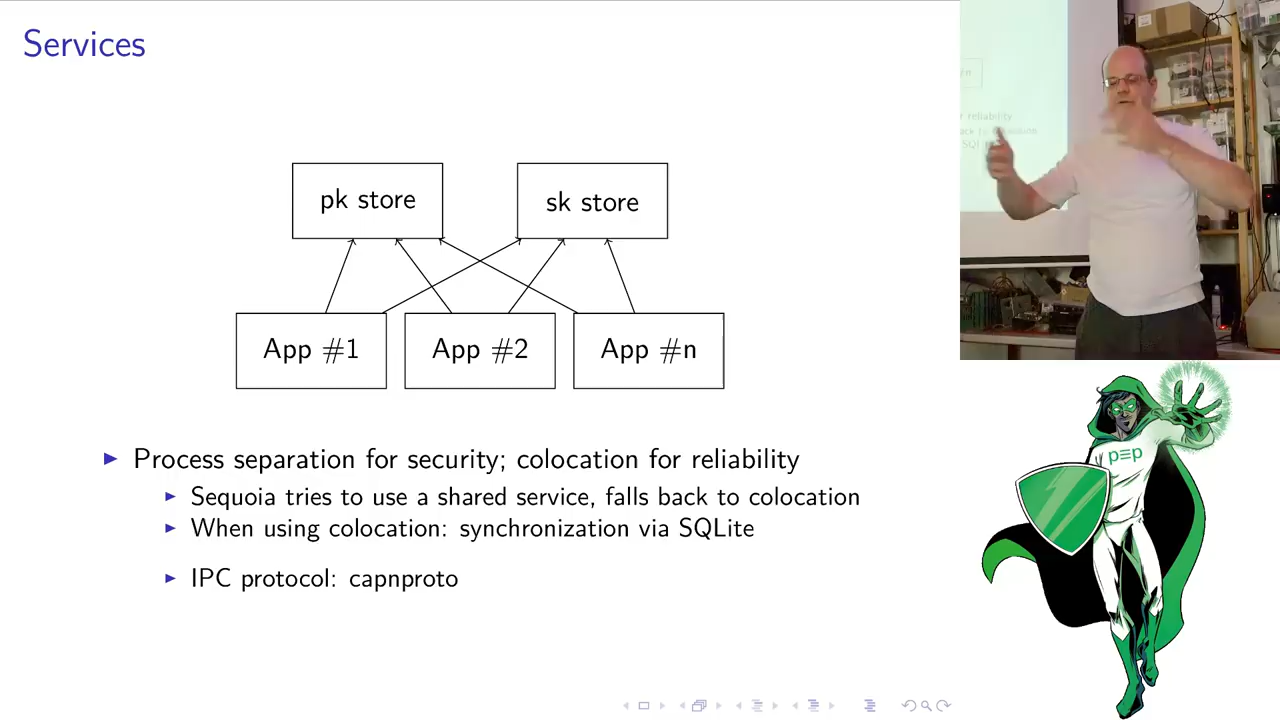 Services
pk store
sk store
App #1
App #2
App #n
Process separation for security; colocation for reliability
Sequoia tries to use a shared service, falls back to colocation
When using colocation: synchronization via SQLite
IPC protocol: capnproto
p≡p